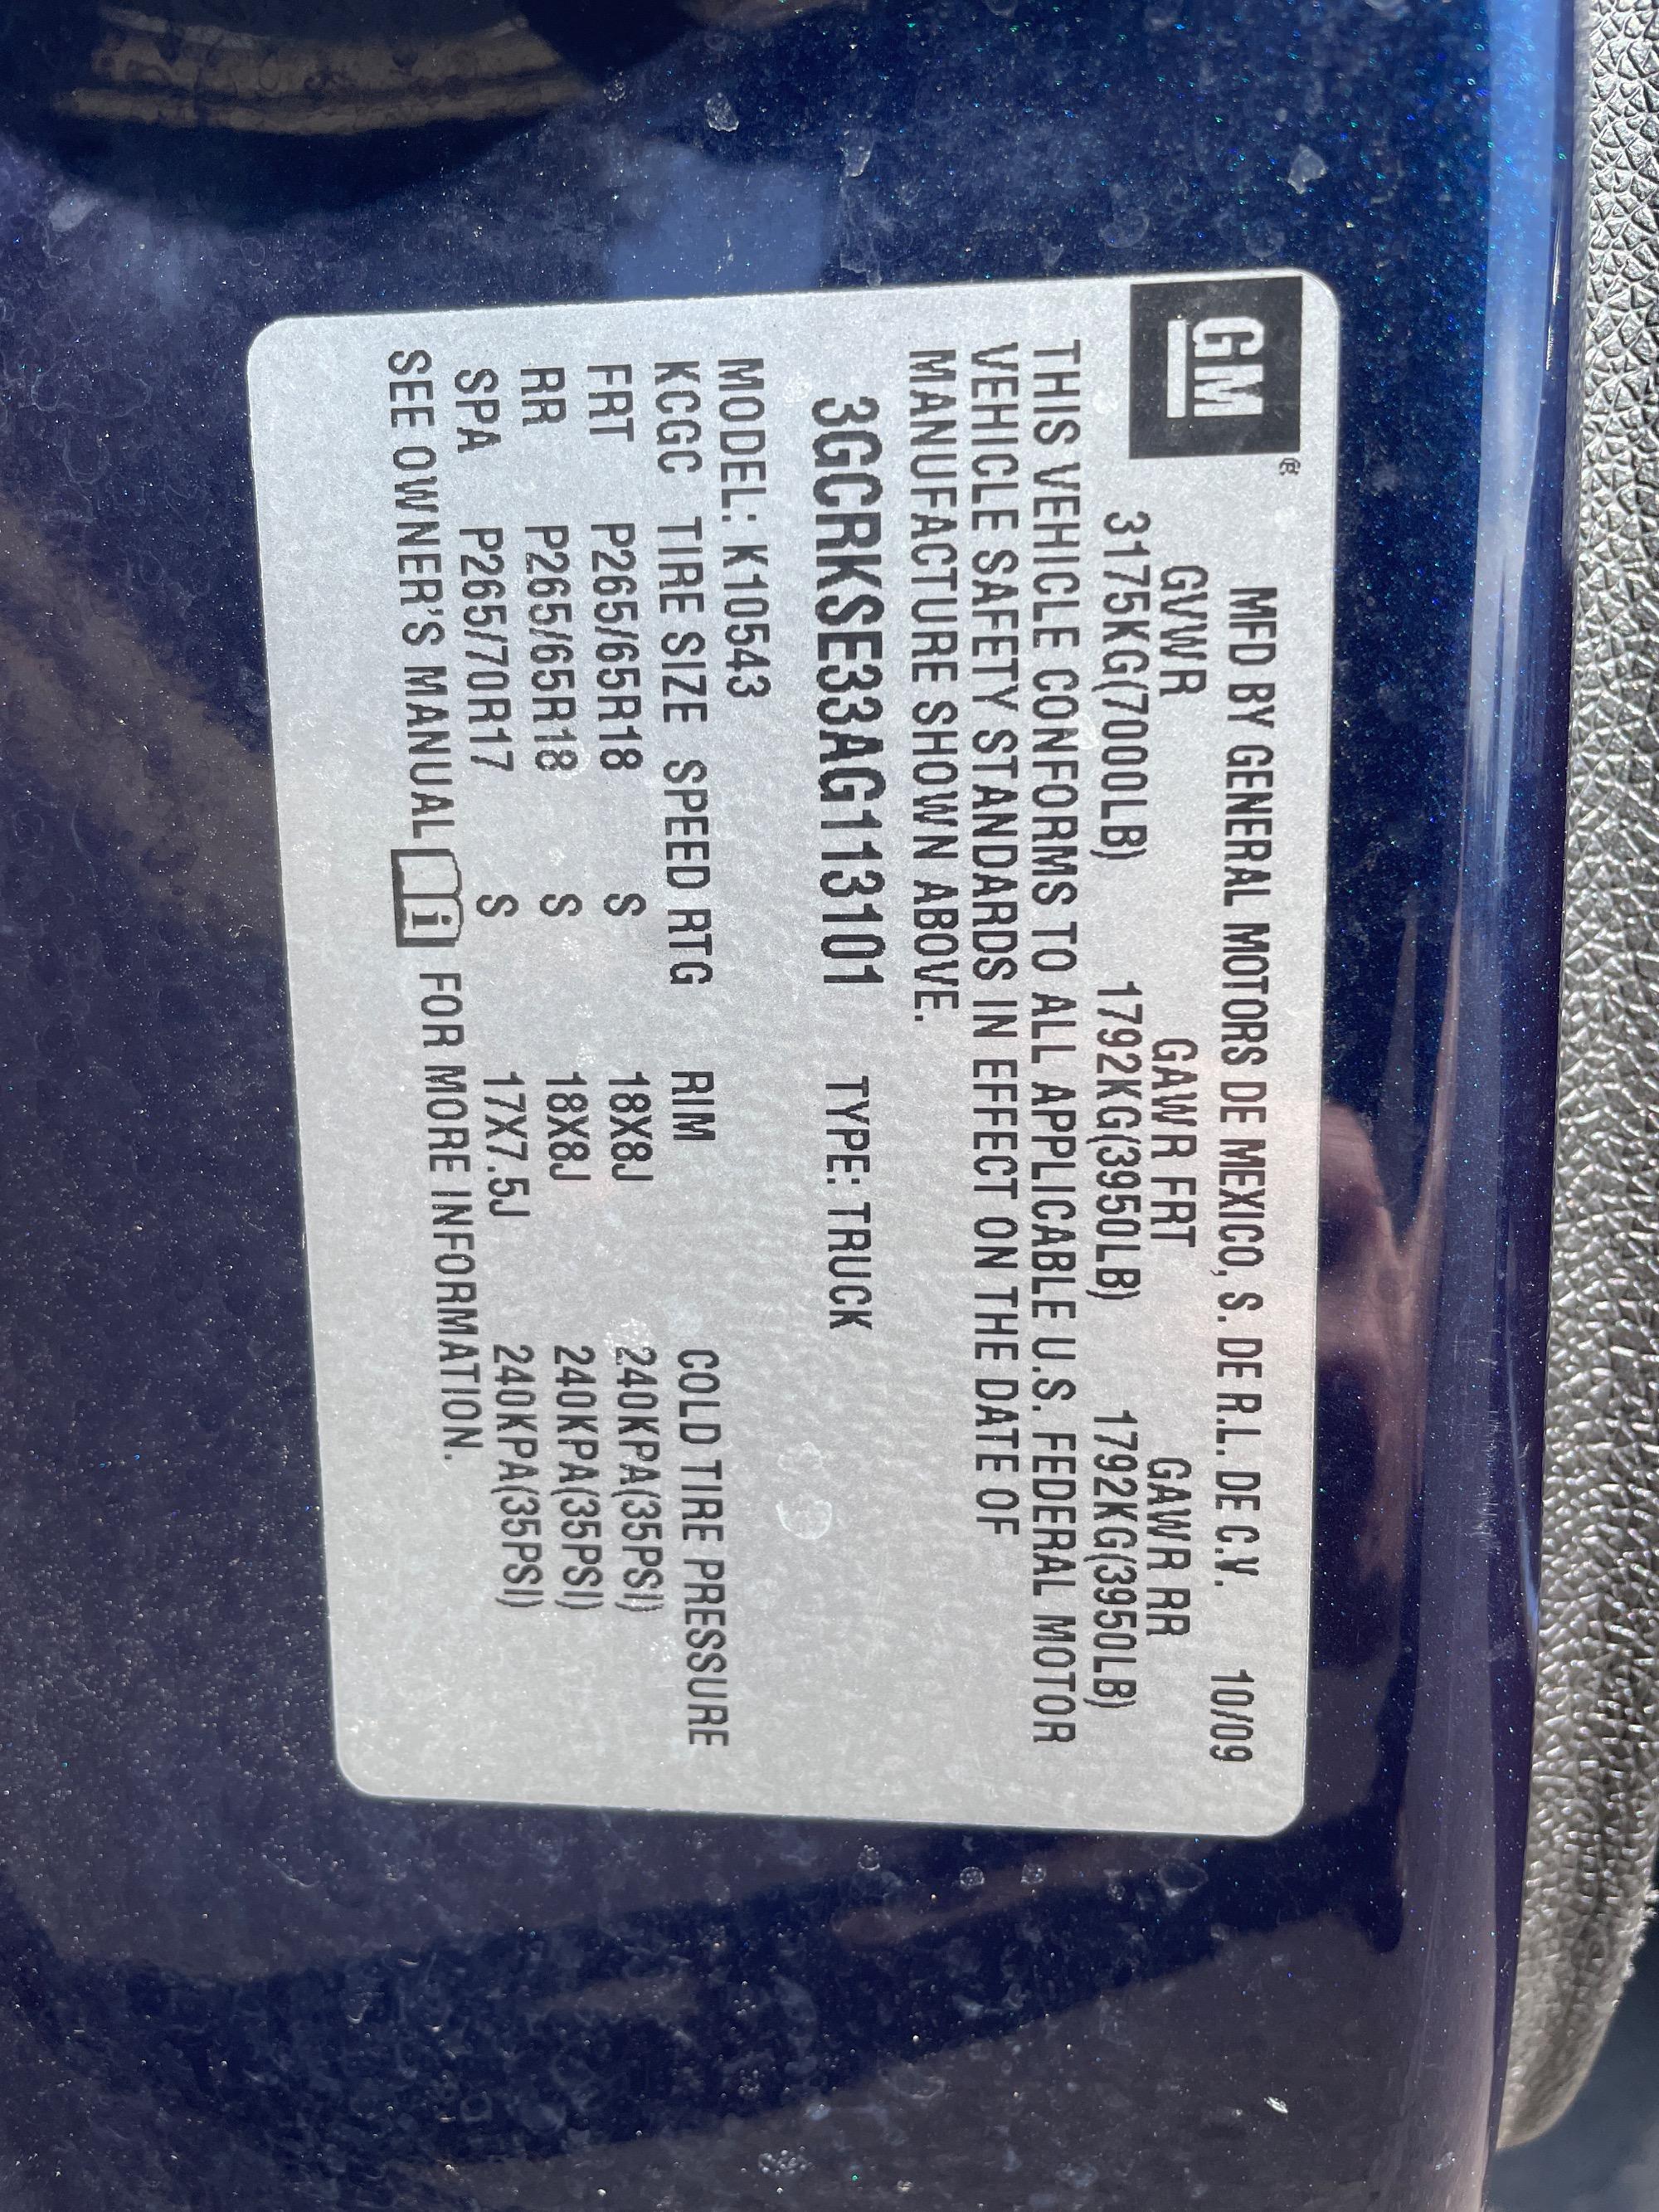 GM®
MFD BY GENERAL MOTORS DE MEXICO, S. DE R.L. DE C.V. 10/09
GVWR GAWR FRT GAWR RR
3175KG(7000LB) 1792KG(3950LB) 1792KG(3950LB)
THIS VEHICLE CONFORMS TO ALL APPLICABLE U.S. FEDERAL MOTOR
VEHICLE SAFETY STANDARDS IN EFFECT ON THE DATE OF
MANUFACTURE SHOWN ABOVE.
3GCRKSE33AG113101 TYPE: TRUCK
MODEL: K10543
KCGC TIRE SIZE SPEED RTG RIM COLD TIRE PRESSURE
FRT P265/65R18 S 18X8J 240KPA(35PSI)
RR P265/65R18 S 18X8J 240KPA(35PSI)
SPA P265/70R17 S 17X7.5J 240KPA(35PSI)
SEE OWNER'S MANUAL i FOR MORE INFORMATION.